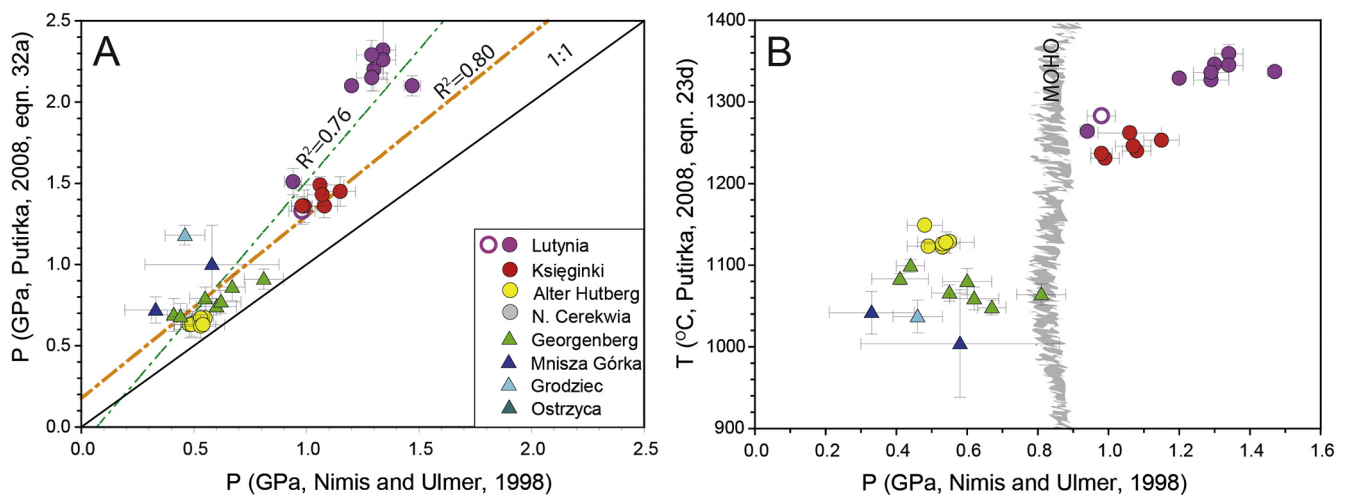 A
2.5
2.0
1.5
1.0
0.5
0.0
P (GPa, Putirka, 2008, eqn. 32a)
R²=0.76
R²=0.80
1:1
Lutynia
Księginki
Alter Hutberg
N. Cerekwia
Georgenberg
Mnisza Górka
Grodziec
Ostrzyca
0.0 0.5 1.0 1.5 2.0 2.5
P (GPa, Nimis and Ulmer, 1998)
B
1400
1300
1200
1100
1000
900
T (ºC, Putirka, 2008, eqn. 23d)
MOHO
0.0 0.2 0.4 0.6 0.8 1.0 1.2 1.4 1.6
P (GPa, Nimis and Ulmer, 1998)